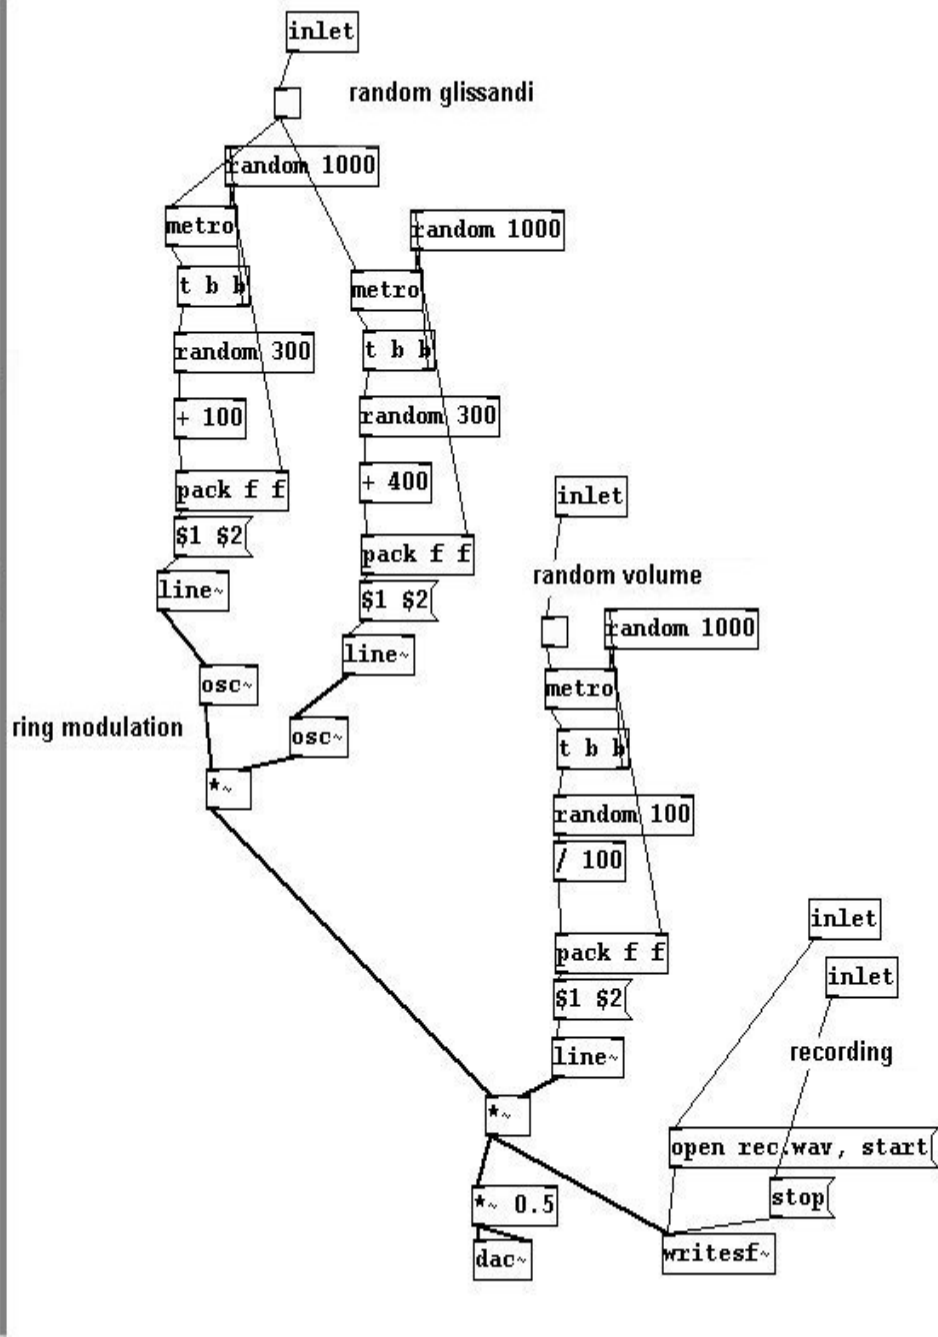 inlet
random glissandi
random 1000
metro
random 1000
metro
t b b
t b b
random 300
random 300
+ 100
+ 400
pack f f
pack f f
$1 $2
$1 $2
line~
line~
osc~
osc~
ring modulation
*~
inlet
random volume
random 1000
metro
t b b
random 100
/ 100
pack f f
$1 $2
line~
*~
*~ 0.5
dac~
inlet
inlet
recording
open rec.wav, start
stop
writesf~